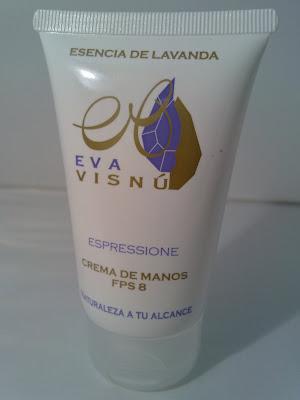 ESENCIA DE LAVANDA
EVA
VISNÚ
ESPRESSIONE
CREMA DE MANOS
FPS 8
NATURALEZA A TU ALCANCE